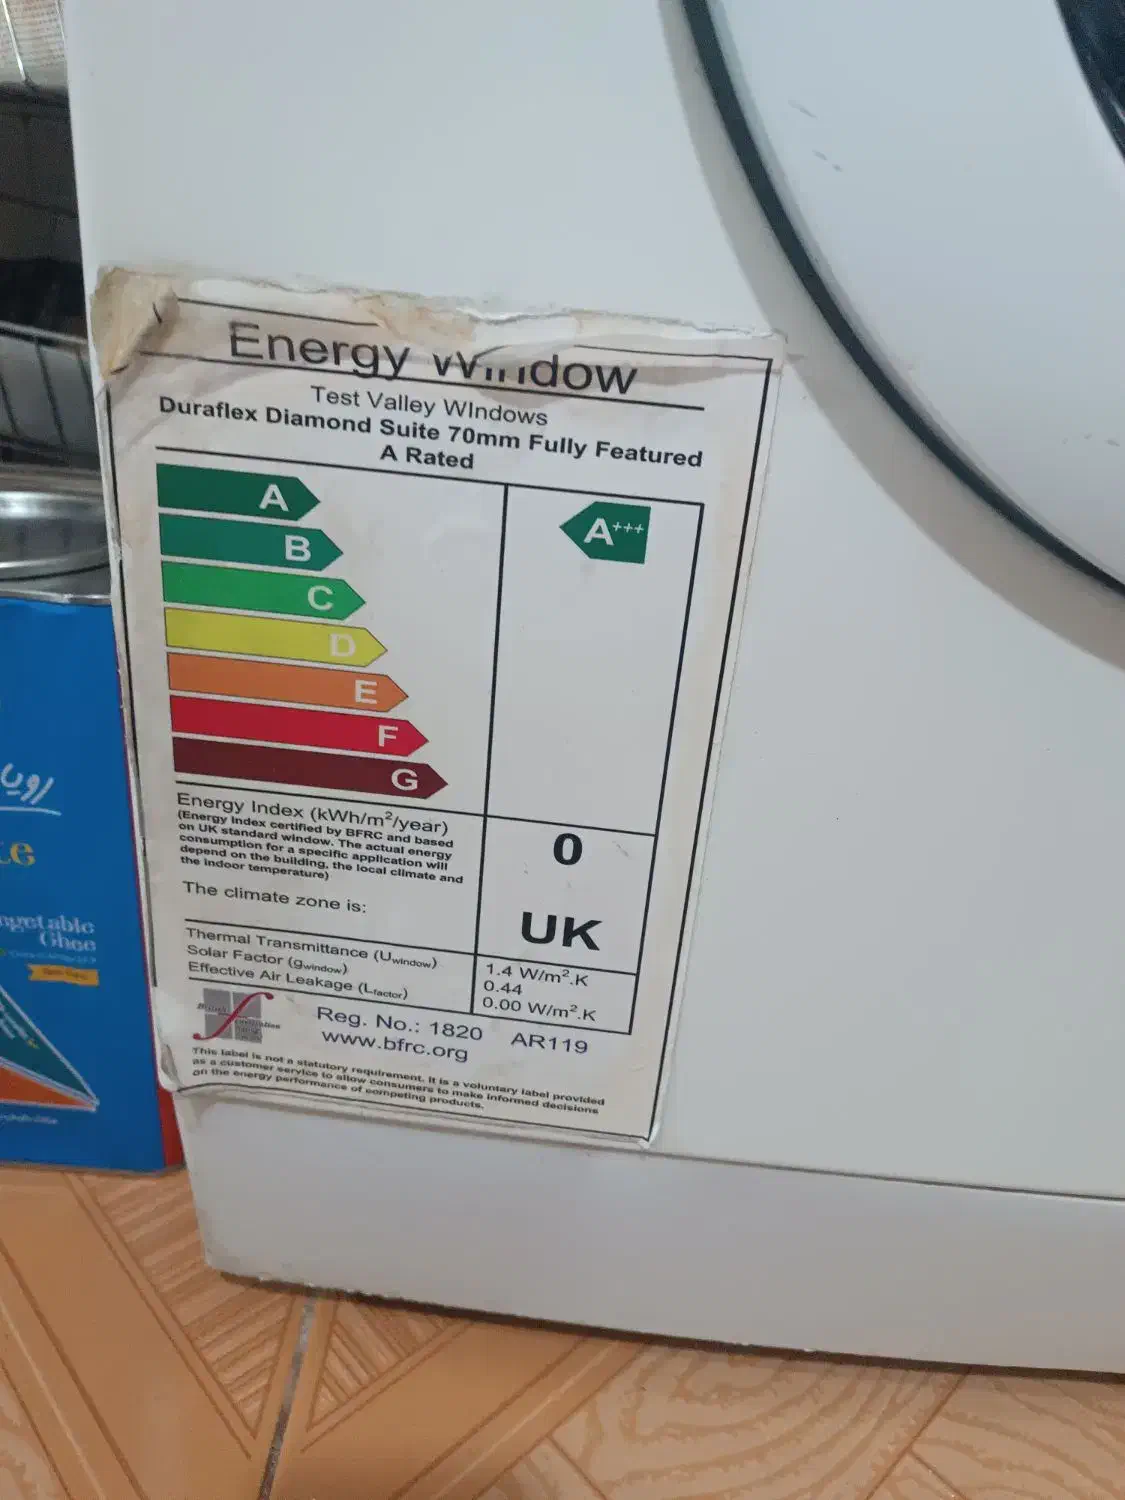 Energy Window
Test Valley WIndows
Duraflex Diamond Suite 70mm Fully Featured
A Rated
A
A+++
B
C
D
E
F
G
Energy Index (kWh/m²/year)
(Energy Index certified by BFRC and based
on UK standard window. The actual energy
consumption for a specific application will
depend on the building, the local climate and
the indoor temperature)
0
The climate zone is:
UK
Thermal Transmittance (Uwindow)
1.4 W/m².K
Solar Factor (gwindow)
0.44
Effective Air Leakage (Lfactor)
0.00 W/m².K
Reg. No.: 1820 AR119
www.bfrc.org
This label is not a statutory requirement. It is a voluntary label provided
as a customer service to allow consumers to make informed decisions
on the energy performance of competing products.
Ghee